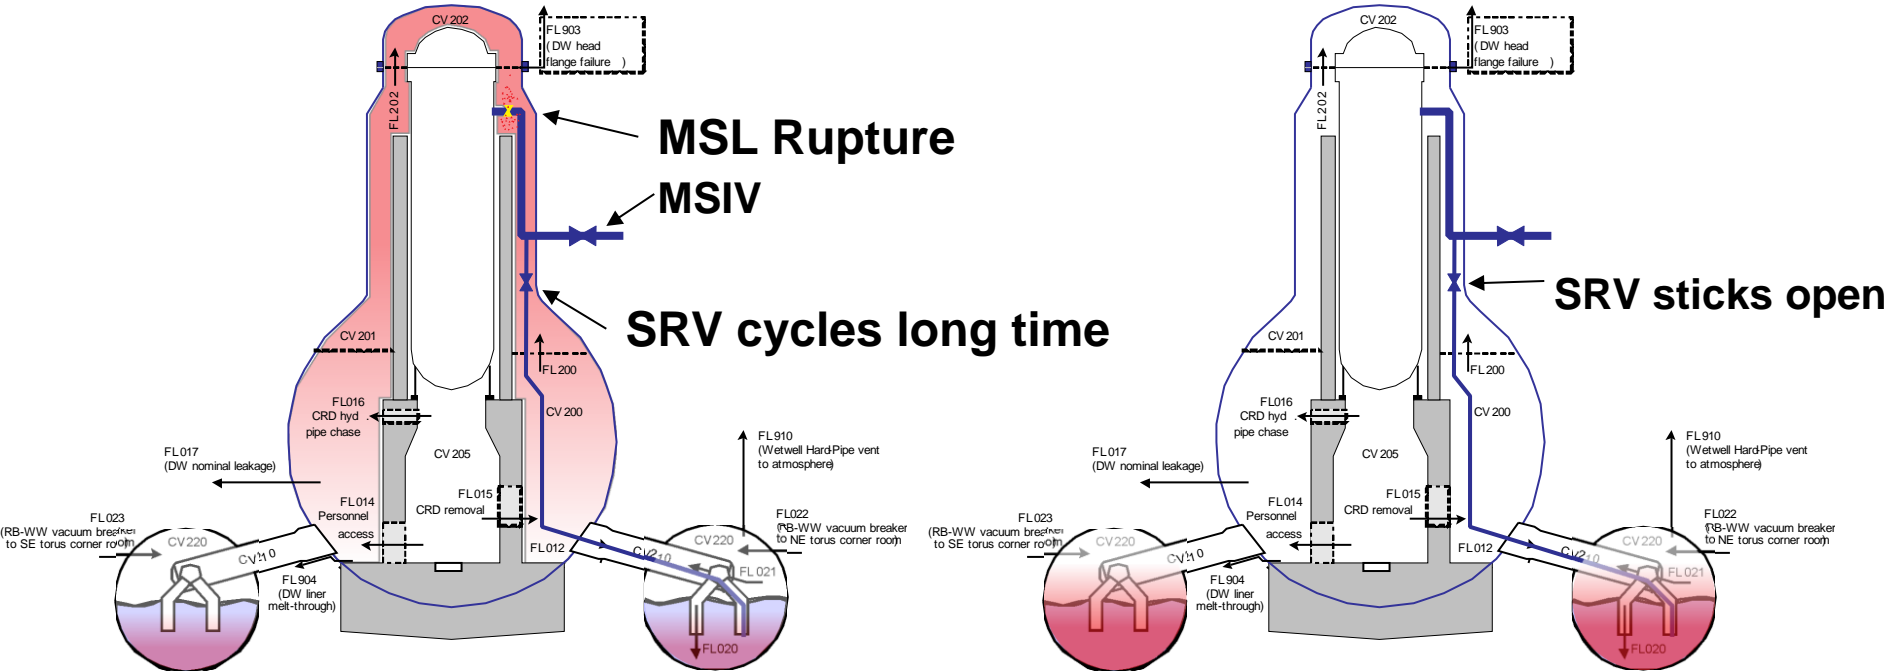 CV 202
FL903
( DW head
flange failure )
FL202
MSL Rupture
MSIV
SRV cycles long time
CV 201
FL200
FL016
CRD hyd
pipe chase
CV 200
FL017
(DW nominal leakage)
CV 205
FL910
(Wetwell Hard-Pipe vent
to atmosphere)
FL015
CRD removal
FL014
Personnel
access
FL023
(RB-WW vacuum breaker
to SE torus corner room)
FL022
(RB-WW vacuum breaker
to NE torus corner room)
CV220
FL012
CV210
CV220
FL021
FL904
(DW liner
melt-through)
FL020
CV 202
FL903
( DW head
flange failure )
FL202
SRV sticks open
CV 201
FL200
FL016
CRD hyd
pipe chase
CV 200
FL017
(DW nominal leakage)
CV 205
FL910
(Wetwell Hard-Pipe vent
to atmosphere)
FL015
CRD removal
FL014
Personnel
access
FL023
(RB-WW vacuum breaker
to SE torus corner room)
FL022
(RB-WW vacuum breaker
to NE torus corner room)
CV220
FL012
CV210
CV220
FL021
FL904
(DW liner
melt-through)
FL020